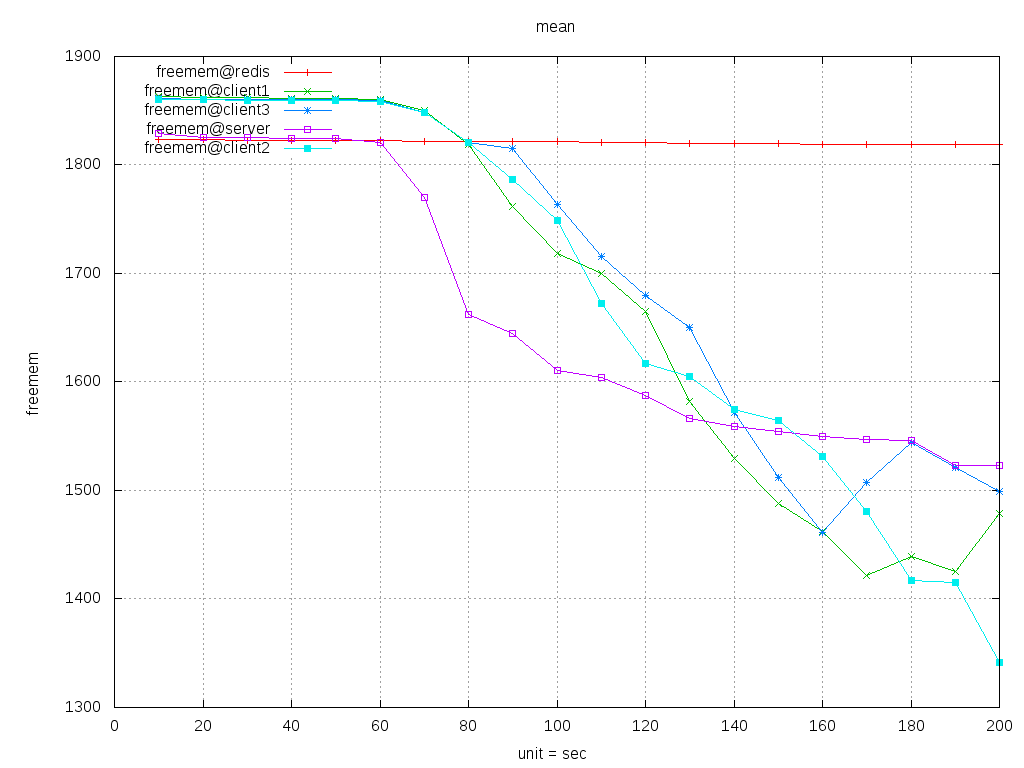 mean
1900
1800
1700
1600
1500
1400
1300
freemem
freemem@redis
freemem@client1
freemem@client3
freemem@server
freemem@client2
0 20 40 60 80 100 120 140 160 180 200
unit = sec